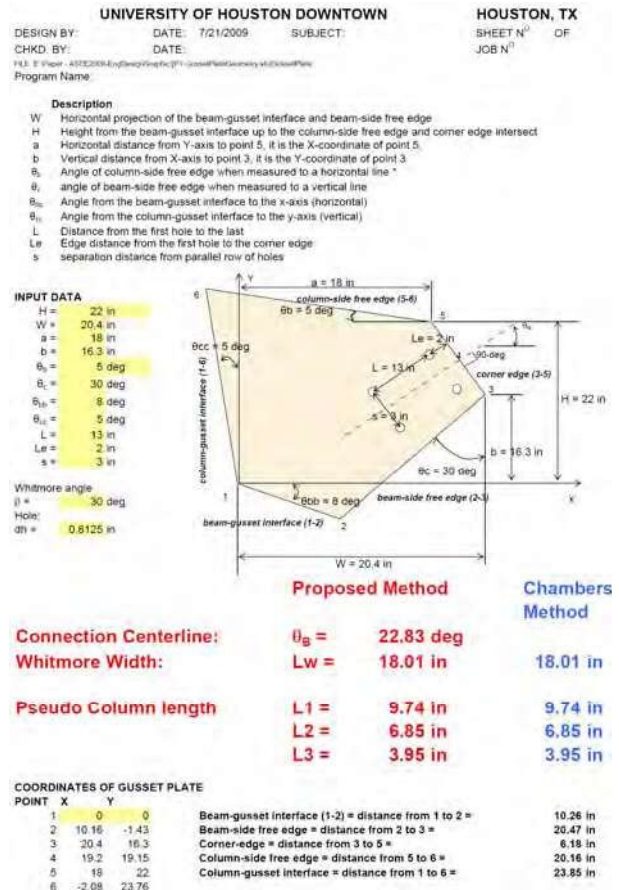 UNIVERSITY OF HOUSTON DOWNTOWN HOUSTON, TX
DESIGN BY: DATE: 7/21/2009 SUBJECT: SHEET Nº OF
CHKD. BY: DATE: JOB Nº
Program Name:
Description
W Horizontal projection of the beam-gusset interface and beam-side free edge
H Height from the beam-gusset interface up to the column-side free edge and corner edge intersect
a Horizontal distance from Y-axis to point 5, it is the X-coordinate of point 5.
b Vertical distance from X-axis to point 3, it is the Y-coordinate of point 3
θb Angle of column-side free edge when measured to a horizontal line *
θc angle of beam-side free edge when measured to a vertical line
θbb Angle from the beam-gusset interface to the x-axis (horizontal)
θcc Angle from the column-gusset interface to the y-axis (vertical)
L Distance from the first hole to the last
Le Edge distance from the first hole to the corner edge
s separation distance from parallel row of holes
INPUT DATA
H = 22 in
W = 20.4 in
a = 18 in
b = 16.3 in
θb = 5 deg
θc = 30 deg
θbb = 8 deg
θcc = 5 deg
L = 13 in
Le = 2 in
s = 3 in
Whitmore angle
β = 30 deg
Hole:
dh = 0.8125 in
Y
a = 18 in
6
column-side free edge (5-6)
θb = 5 deg
5
θcc = 5 deg
Le = 2 in
4
90-deg
L = 13 in
corner edge (3-5)
3
H = 22 in
s = 3 in
column-gusset interface (1-6)
b = 16.3 in
θc = 30 deg
1
θbb = 8 deg
beam-side free edge (2-3)
X
beam-gusset interface (1-2)
2
W = 20.4 in
Proposed Method Chambers Method
Connection Centerline: θB = 22.83 deg
Whitmore Width: Lw = 18.01 in 18.01 in
Pseudo Column length L1 = 9.74 in 9.74 in
L2 = 6.85 in 6.85 in
L3 = 3.95 in 3.95 in
COORDINATES OF GUSSET PLATE
POINT X Y
1 0 0 Beam-gusset interface (1-2) = distance from 1 to 2 = 10.26 in
2 10.16 -1.43 Beam-side free edge = distance from 2 to 3 = 20.47 in
3 20.4 16.3 Corner-edge = distance from 3 to 5 = 6.18 in
4 19.2 19.15 Column-side free edge = distance from 5 to 6 = 20.16 in
5 18 22 Column-gusset interface = distance from 1 to 6 = 23.85 in
6 -2.08 23.76